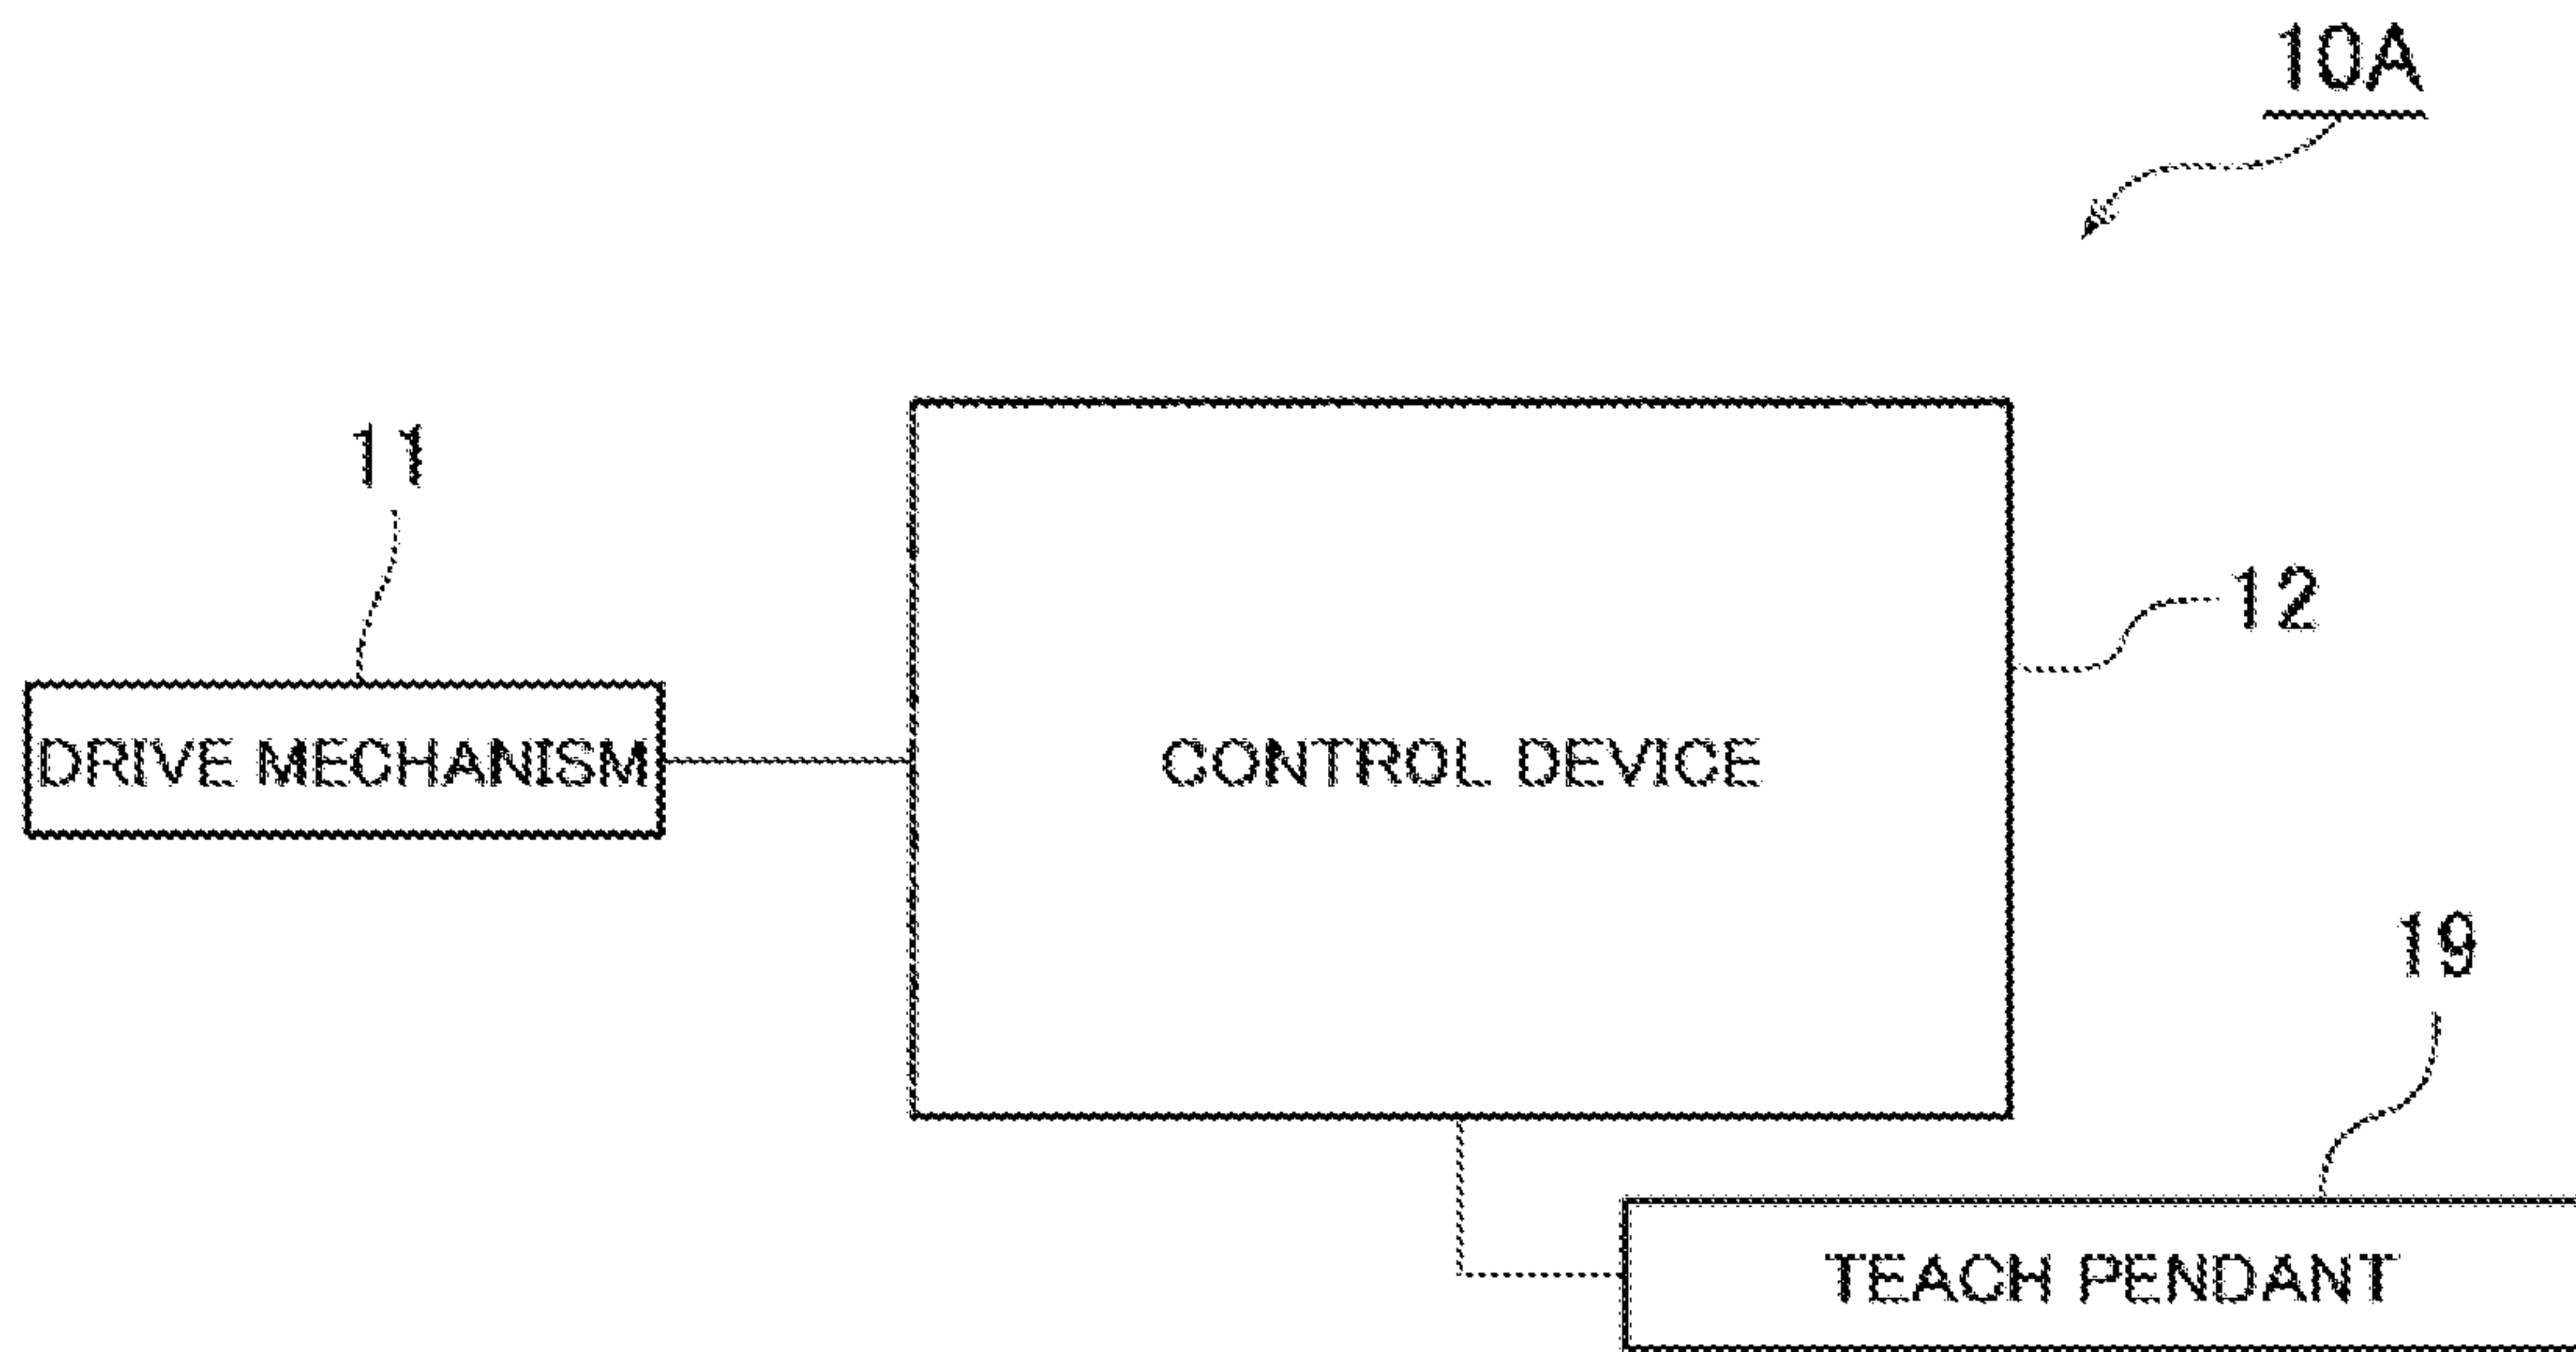 10A
11
12
DRIVE MECHANISM
CONTROL DEVICE
19
TEACH PENDANT